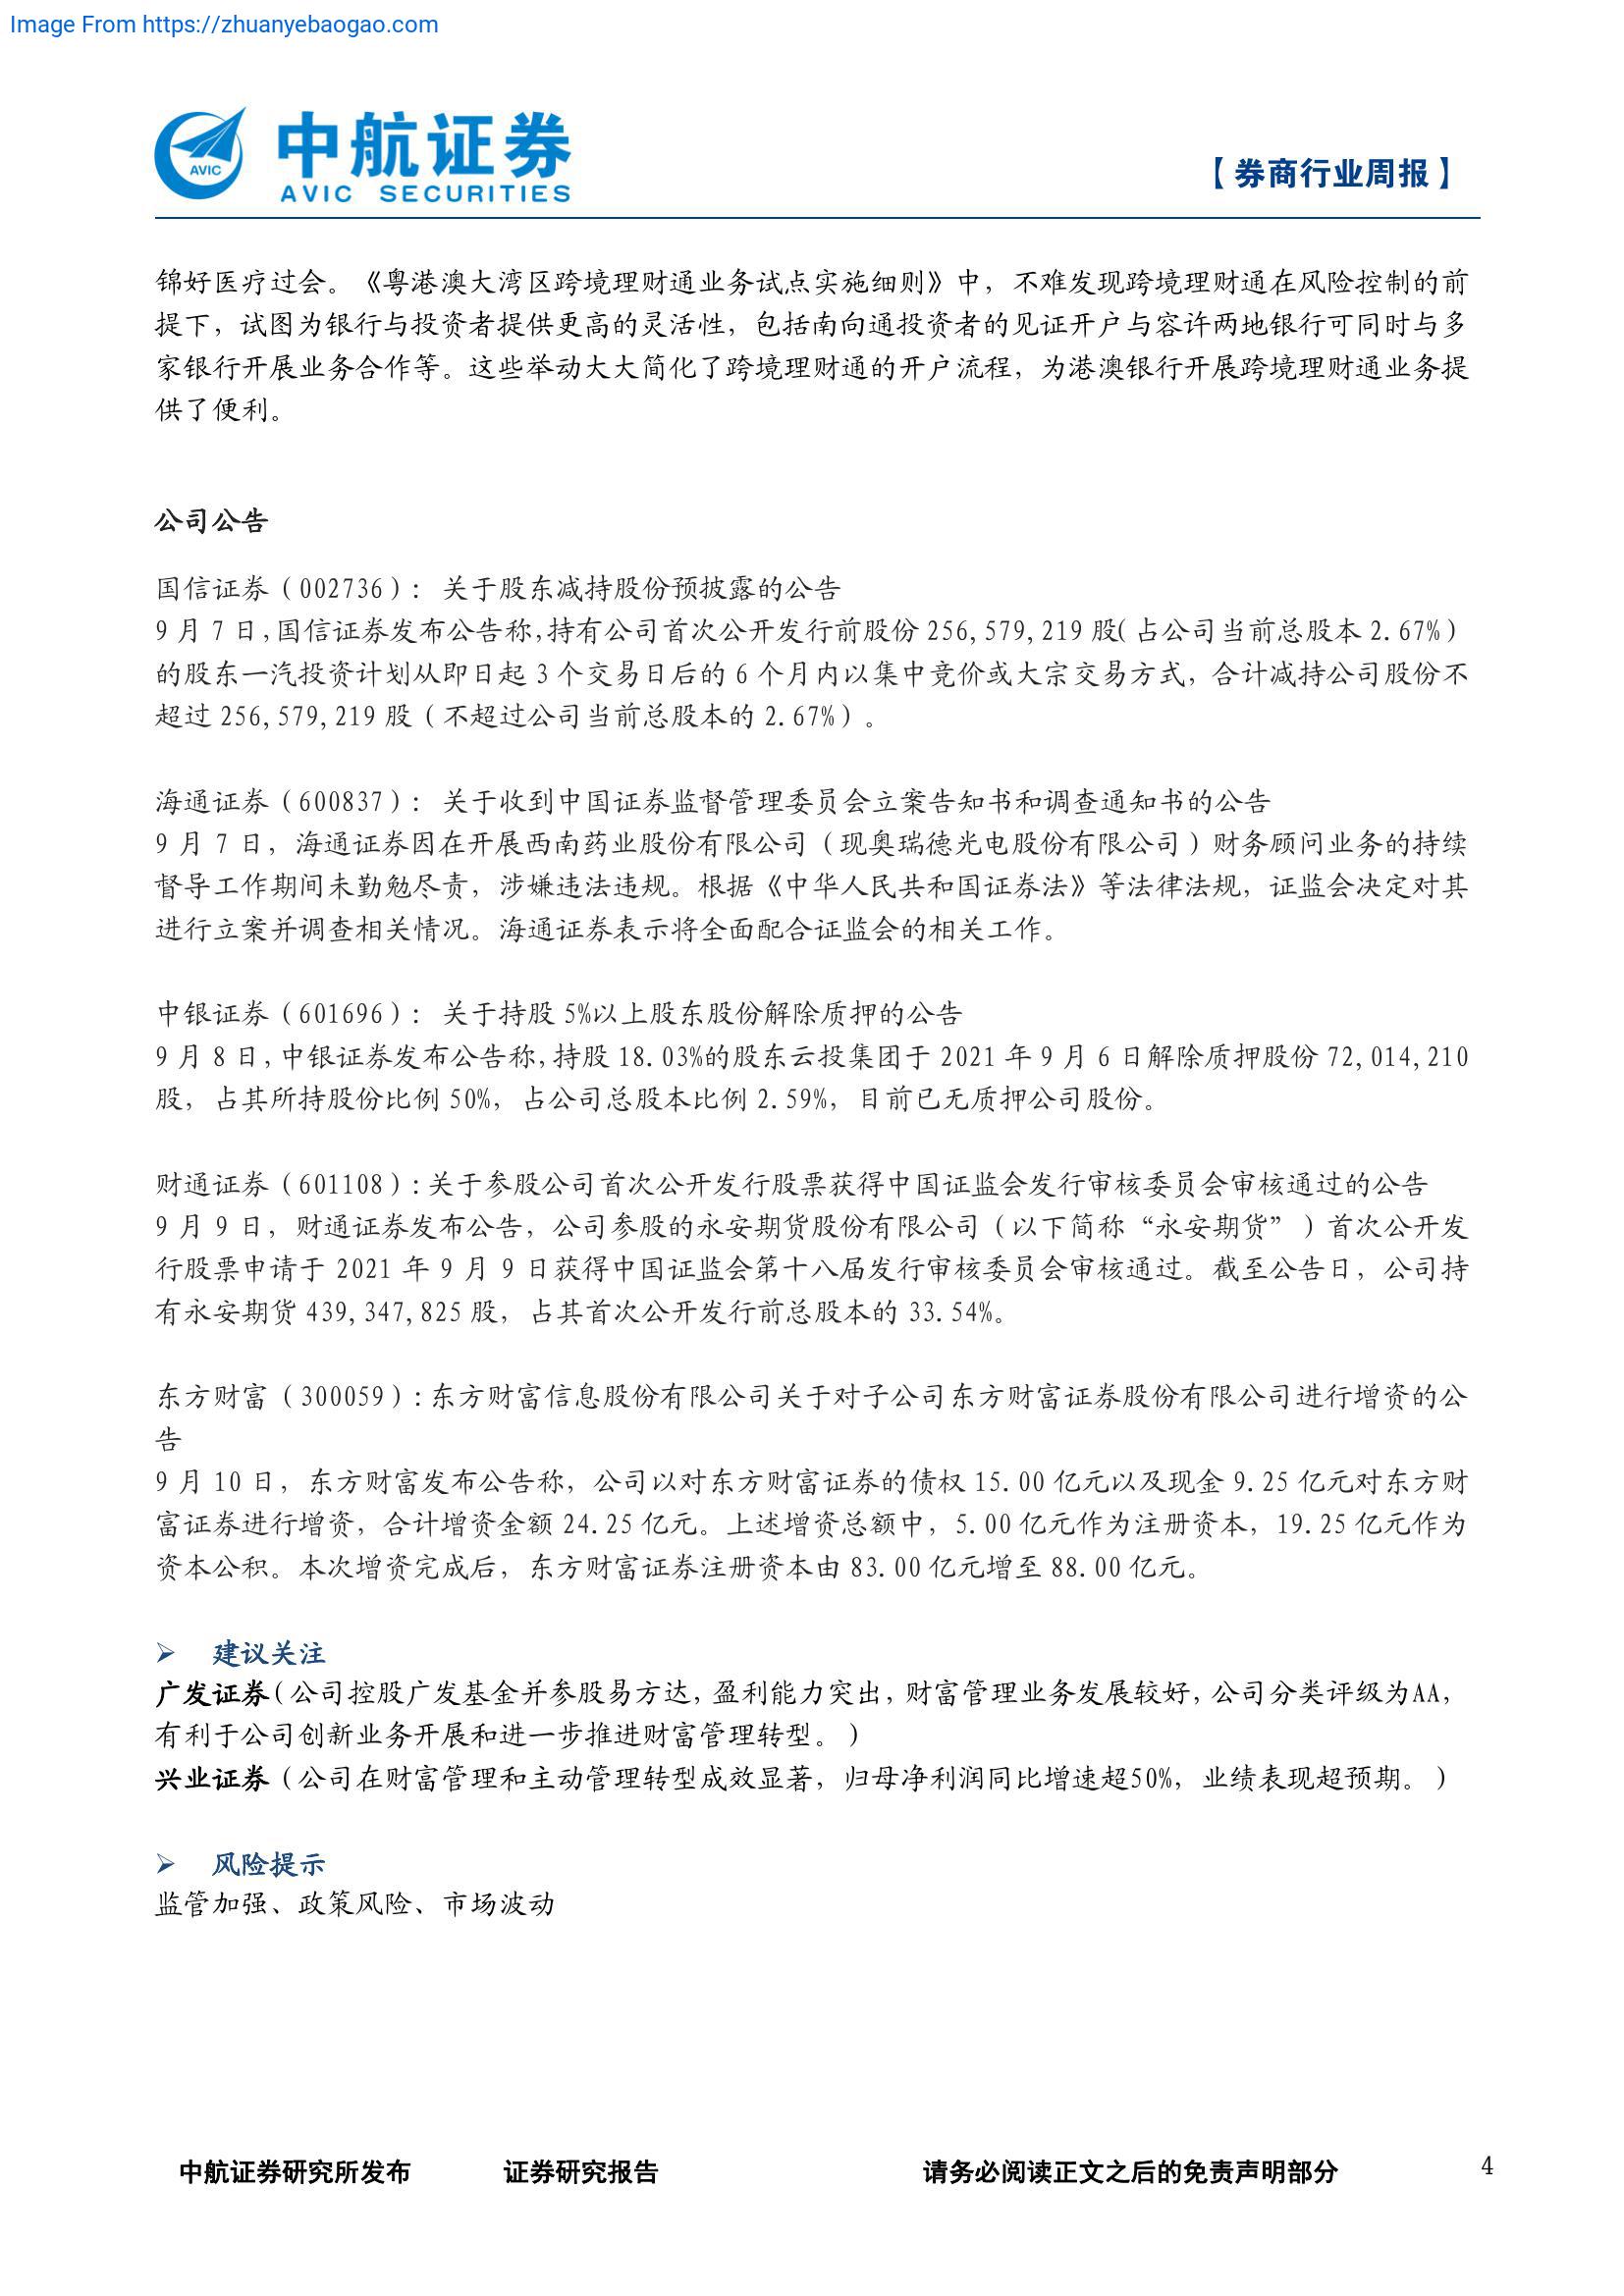 Image From https://zhuanyebaogao.com
AVIC
中航证券
AVIC SECURITIES
【券商行业周报】
锦好医疗过会。《粤港澳大湾区跨境理财通业务试点实施细则》中，不难发现跨境理财通在风险控制的前
提下，试图为银行与投资者提供更高的灵活性，包括南向通投资者的见证开户与容许两地银行可同时与多
家银行开展业务合作等。这些举动大大简化了跨境理财通的开户流程，为港澳银行开展跨境理财通业务提
供了便利。
公司公告
国信证券（002736）：关于股东减持股份预披露的公告
9 月 7 日，国信证券发布公告称，持有公司首次公开发行前股份 256,579,219 股（占公司当前总股本 2.67%）
的股东一汽投资计划从即日起 3 个交易日后的 6 个月内以集中竞价或大宗交易方式，合计减持公司股份不
超过 256,579,219 股（不超过公司当前总股本的 2.67%）。
海通证券（600837）：关于收到中国证券监督管理委员会立案告知书和调查通知书的公告
9 月 7 日，海通证券因在开展西南药业股份有限公司（现奥瑞德光电股份有限公司）财务顾问业务的持续
督导工作期间未勤勉尽责，涉嫌违法违规。根据《中华人民共和国证券法》等法律法规，证监会决定对其
进行立案并调查相关情况。海通证券表示将全面配合证监会的相关工作。
中银证券（601696）：关于持股 5%以上股东股份解除质押的公告
9 月 8 日，中银证券发布公告称，持股 18.03%的股东云投集团于 2021 年 9 月 6 日解除质押股份 72,014,210
股，占其所持股份比例 50%，占公司总股本比例 2.59%，目前已无质押公司股份。
财通证券（601108）：关于参股公司首次公开发行股票获得中国证监会发行审核委员会审核通过的公告
9 月 9 日，财通证券发布公告，公司参股的永安期货股份有限公司（以下简称“永安期货”）首次公开发
行股票申请于 2021 年 9 月 9 日获得中国证监会第十八届发行审核委员会审核通过。截至公告日，公司持
有永安期货 439,347,825 股，占其首次公开发行前总股本的 33.54%。
东方财富（300059）：东方财富信息股份有限公司关于对子公司东方财富证券股份有限公司进行增资的公
告
9 月 10 日，东方财富发布公告称，公司以对东方财富证券的债权 15.00 亿元以及现金 9.25 亿元对东方财
富证券进行增资，合计增资金额 24.25 亿元。上述增资总额中，5.00 亿元作为注册资本，19.25 亿元作为
资本公积。本次增资完成后，东方财富证券注册资本由 83.00 亿元增至 88.00 亿元。
➢ 建议关注
广发证券（公司控股广发基金并参股易方达，盈利能力突出，财富管理业务发展较好，公司分类评级为AA，
有利于公司创新业务开展和进一步推进财富管理转型。）
兴业证券（公司在财富管理和主动管理转型成效显著，归母净利润同比增速超50%，业绩表现超预期。）
➢ 风险提示
监管加强、政策风险、市场波动
中航证券研究所发布 证券研究报告 请务必阅读正文之后的免责声明部分 4